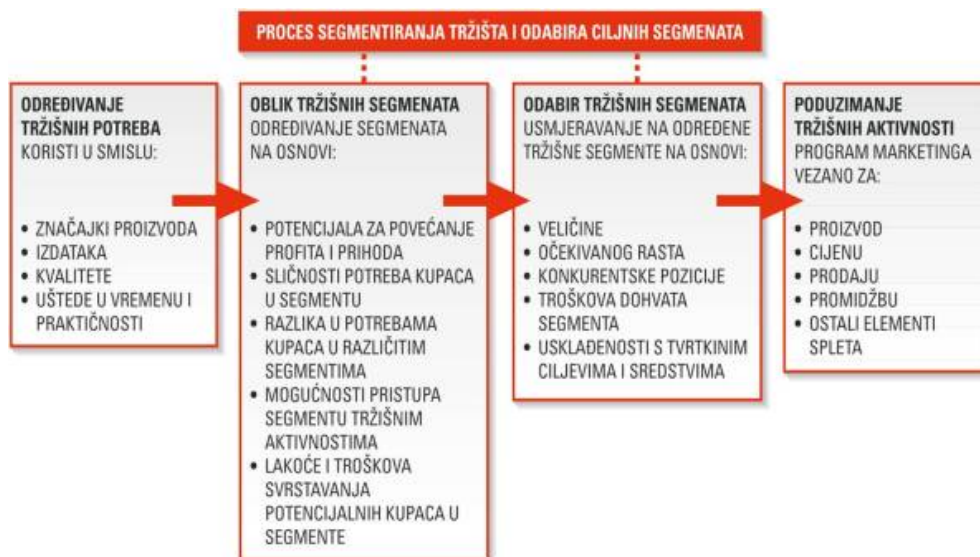 PROCES SEGMENTIRANJA TRŽIŠTA I ODABIRA CILJNIH SEGMENATA
ODREĐIVANJE
TRŽIŠNIH POTREBA
KORISTI U SMISLU:
• ZNAČAJKI PROIZVODA
• IZDATAKA
• KVALITETE
• UŠTEDE U VREMENU I
PRAKTIČNOSTI
OBLIK TRŽIŠNIH SEGMENATA
ODREĐIVANJE SEGMENATA
NA OSNOVI:
• POTENCIJALA ZA POVEĆANJE
PROFITA I PRIHODA
• SLIČNOSTI POTREBA KUPACA
U SEGMENTU
• RAZLIKA U POTREBAMA
KUPACA U RAZLIČITIM
SEGMENTIMA
• MOGUĆNOSTI PRISTUPA
SEGMENTU TRŽIŠNIM
AKTIVNOSTIMA
• LAKOĆE I TROŠKOVA
SVRSTAVANJA
POTENCIJALNIH KUPACA U
SEGMENTE
ODABIR TRŽIŠNIH SEGMENATA
USMJERAVANJE NA ODREĐENE
TRŽIŠNE SEGMENTE NA OSNOVI:
• VELIČINE
• OČEKIVANOG RASTA
• KONKURENTSKE POZICIJE
• TROŠKOVA DOHVATA
SEGMENTA
• USKLAĐENOSTI S TVRTKINIM
CILJEVIMA I SREDSTVIMA
PODUZIMANJE
TRŽIŠNIH AKTIVNOSTI
PROGRAM MARKETINGA
VEZANO ZA:
• PROIZVOD
• CIJENU
• PRODAJU
• PROMIDŽBU
• OSTALI ELEMENTI
SPLETA